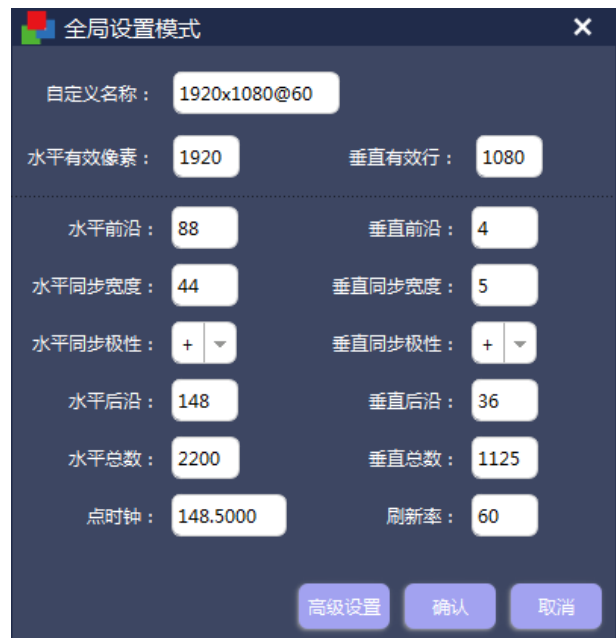 全局设置模式
自定义名称： 1920x1080@60
水平有效像素： 1920 垂直有效行： 1080
水平前沿： 88 垂直前沿： 4
水平同步宽度： 44 垂直同步宽度： 5
水平同步极性： + 垂直同步极性： +
水平后沿： 148 垂直后沿： 36
水平总数： 2200 垂直总数： 1125
点时钟： 148.5000 刷新率： 60
高级设置 确认 取消